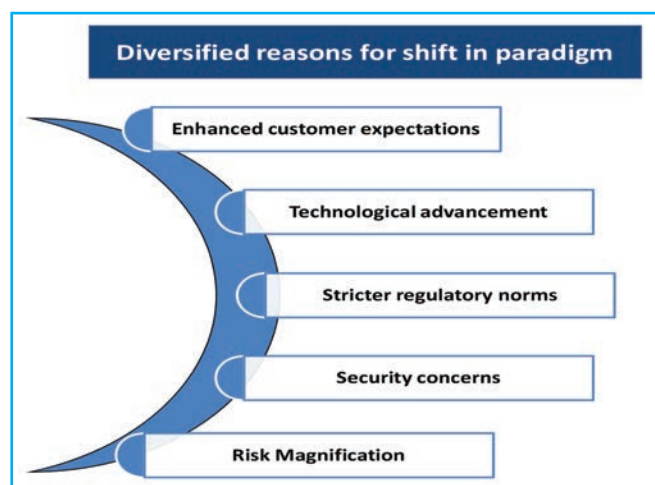 Diversified reasons for shift in paradigm
Enhanced customer expectations
Technological advancement
Stricter regulatory norms
Security concerns
Risk Magnification